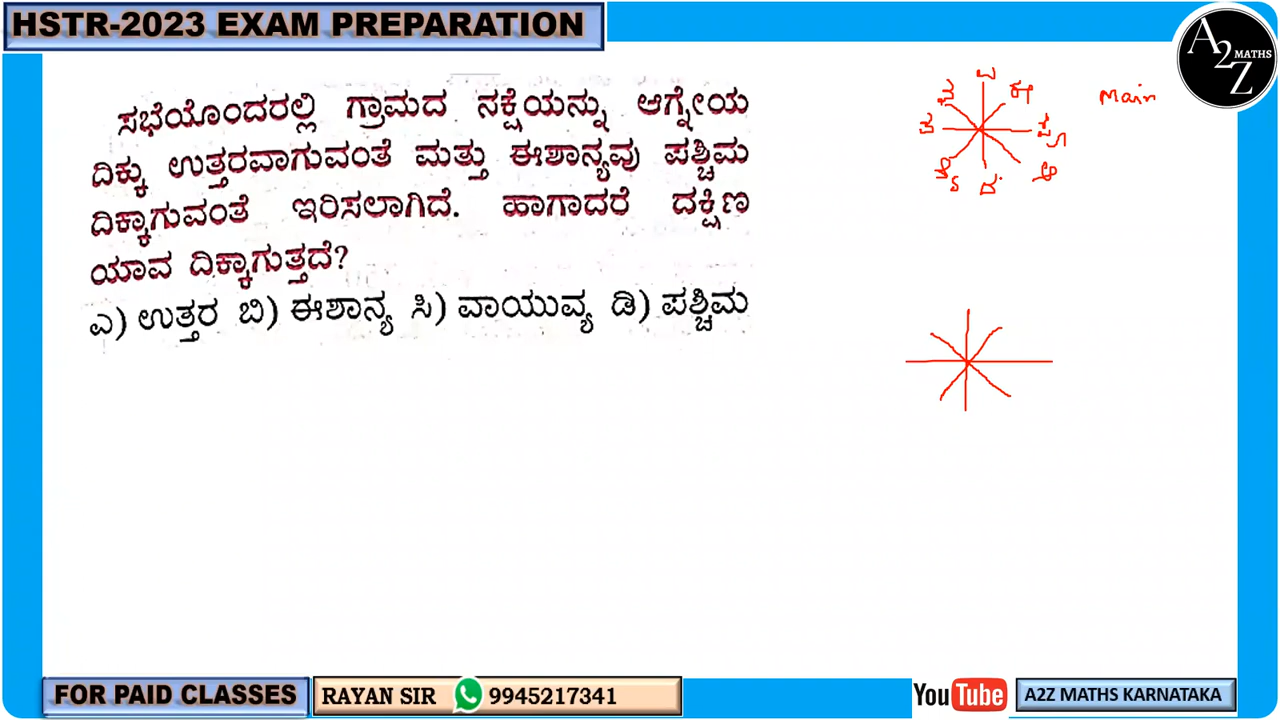 HSTR-2023 EXAM PREPARATION
A2Z MATHS
ಸಭೆಯೊಂದರಲ್ಲಿ ಗ್ರಾಮದ ನಕ್ಷೆಯನ್ನು ಆಗ್ನೇಯ
ದಿಕ್ಕು ಉತ್ತರವಾಗುವಂತೆ ಮತ್ತು ಈಶಾನ್ಯವು ಪಶ್ಚಿಮ
ದಿಕ್ಕಾಗುವಂತೆ ಇರಿಸಲಾಗಿದೆ. ಹಾಗಾದರೆ ದಕ್ಷಿಣ
ಯಾವ ದಿಕ್ಕಾಗುತ್ತದೆ?
ಎ) ಉತ್ತರ ಬಿ) ಈಶಾನ್ಯ ಸಿ) ವಾಯುವ್ಯ ಡಿ) ಪಶ್ಚಿಮ
Main
FOR PAID CLASSES
RAYAN SIR 9945217341
YouTube
A2Z MATHS KARNATAKA